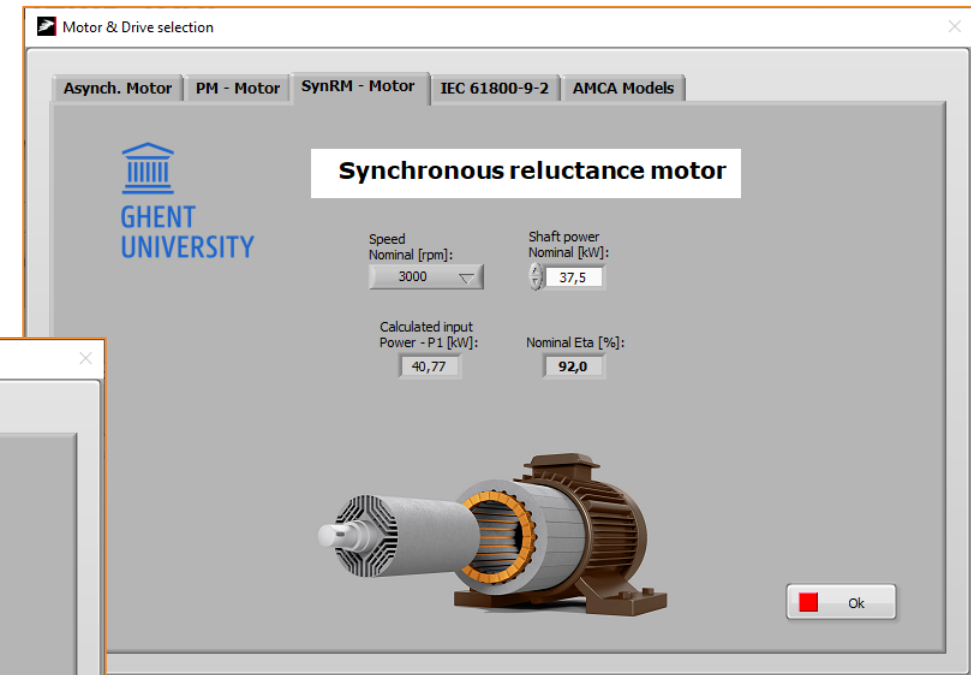 Motor & Drive selection
Asynch. Motor
PM - Motor
SynRM - Motor
IEC 61800-9-2
AMCA Models
GHENT
UNIVERSITY
Synchronous reluctance motor
Speed
Nominal [rpm]:
3000
Shaft power
Nominal [kW]:
37,5
Calculated input
Power - P1 [kW]:
40,77
Nominal Eta [%]:
92,0
Ok